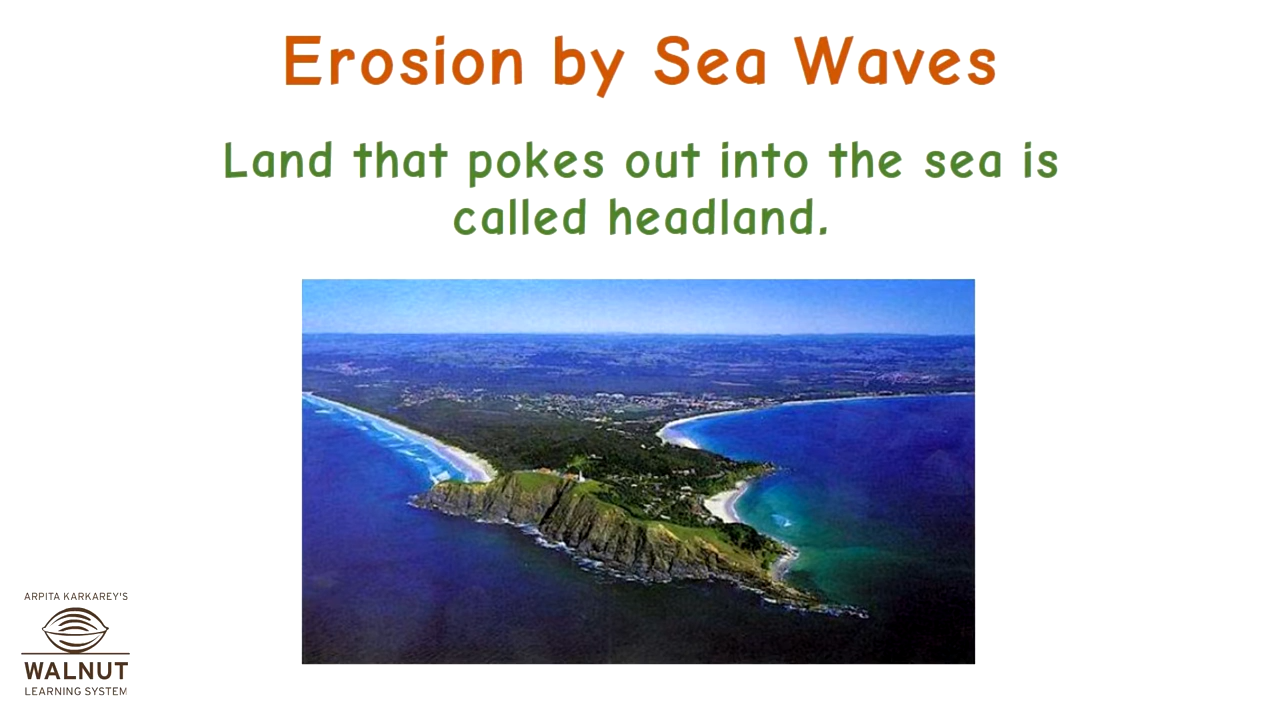 Erosion by Sea Waves
Land that pokes out into the sea is
called headland.
ARPITA KARKAREY'S
WALNUT
LEARNING SYSTEM